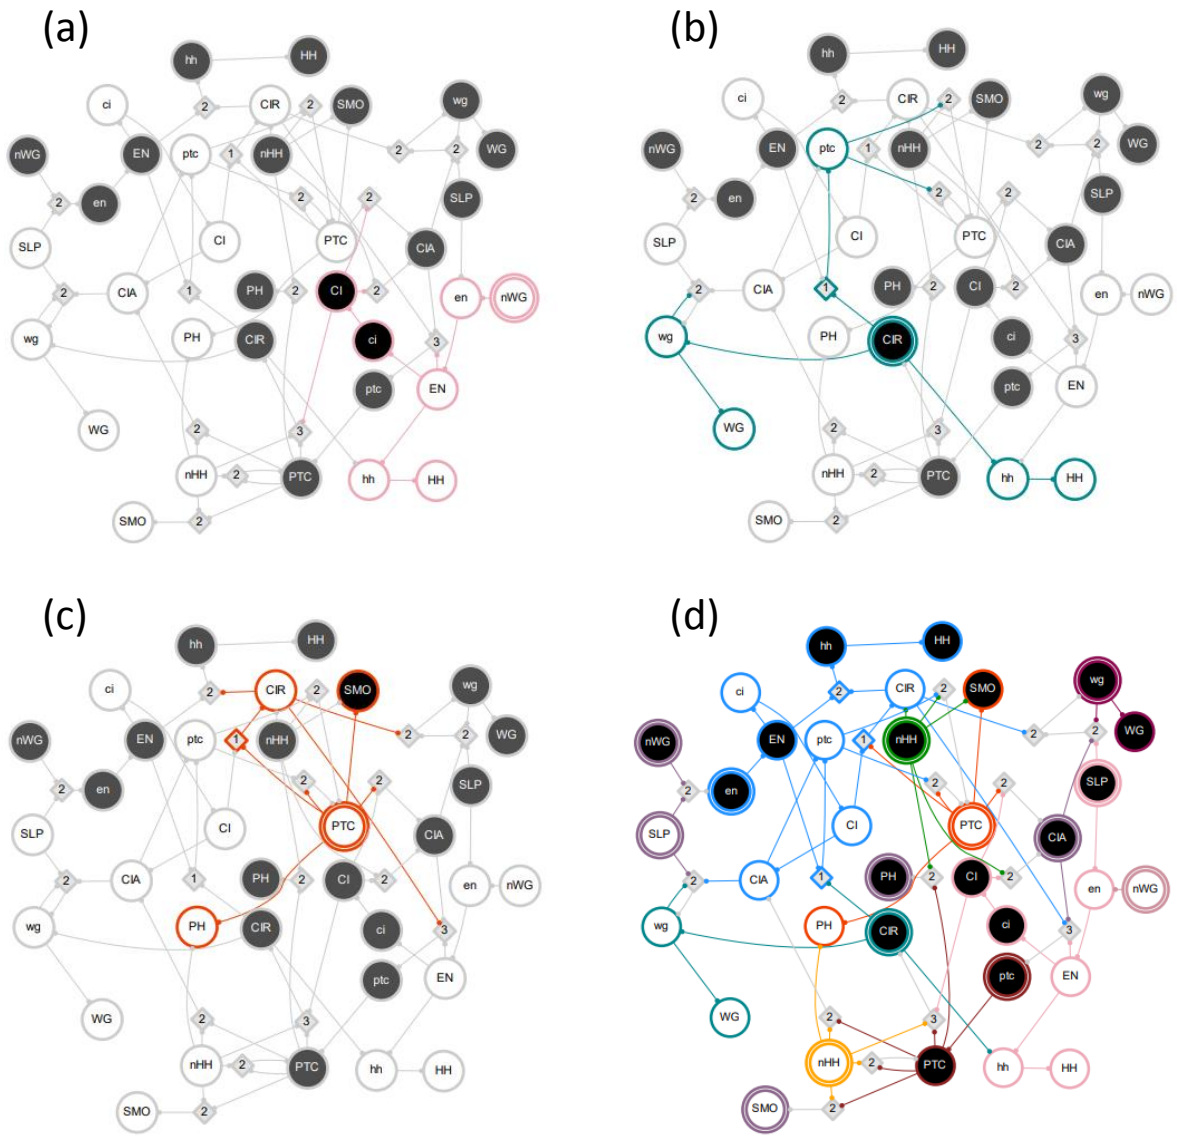 (a)
hh HH
ci 2 CIR 2 SMO wg
nWG EN ptc 1 nHH 2 2 WG
2 en 2 2 SLP
SLP CI PTC CIA
2 CIA 1 PH 2 CI 2 en nWG
wg PH CIR ci 3
ptc EN
WG 2 3
nHH 2 PTC hh HH
SMO 2
(b)
hh HH
ci 2 CIR 2 SMO wg
nWG EN ptc 1 nHH 2 2 WG
2 en 2 2 SLP
SLP CI PTC CIA
2 CIA 1 PH 2 CI 2 en nWG
wg PH CIR ci 3
ptc EN
WG 2 3
nHH 2 PTC hh HH
SMO 2
(c)
hh HH
ci 2 CIR 2 SMO wg
nWG EN ptc 1 nHH 2 2 WG
2 en 2 2 SLP
SLP CI PTC CIA
2 CIA 1 PH 2 CI 2 en nWG
wg PH CIR ci 3
ptc EN
WG 2 3
nHH 2 PTC hh HH
SMO 2
(d)
hh HH
ci 2 CIR 2 SMO wg
nWG EN ptc 1 nHH 2 2 WG
2 en 2 2 SLP
SLP CI PTC CIA
2 CIA 1 PH 2 CI 2 en nWG
wg PH CIR ci 3
ptc EN
WG 2 3
nHH 2 PTC hh HH
SMO 2